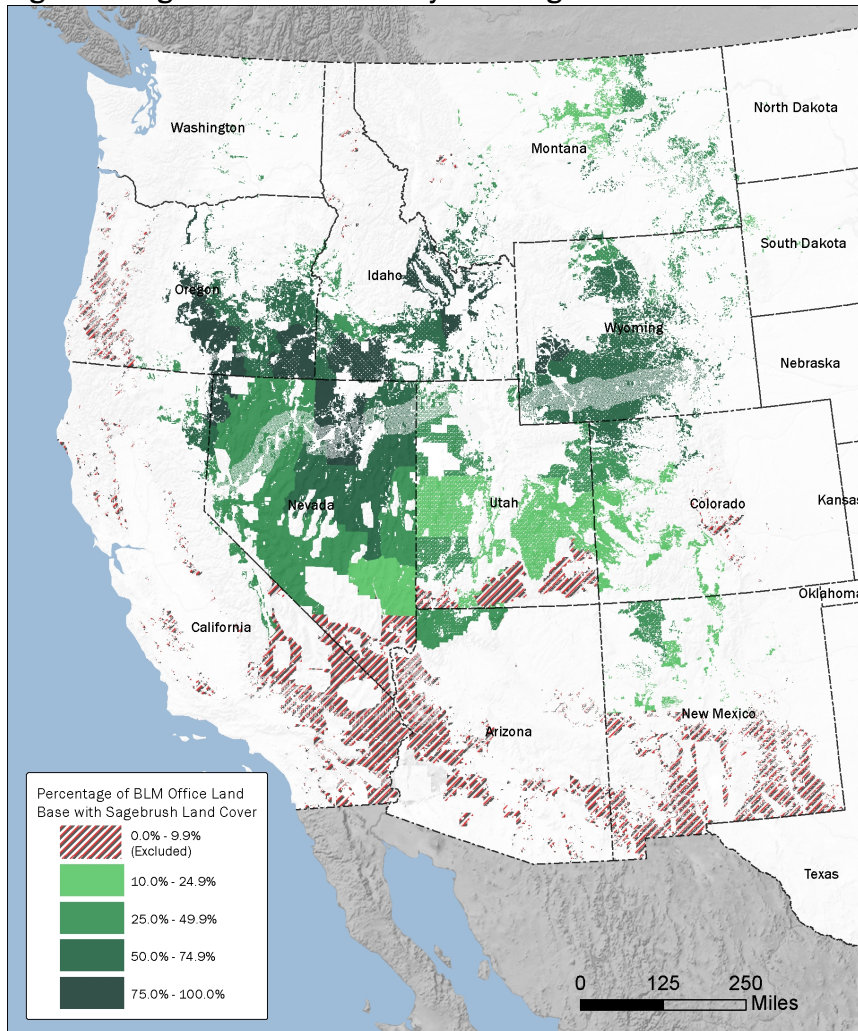 Washington
North Dakota
Montana
South Dakota
Idaho
Oregon
Wyoming
Nebraska
Nevada
Utah
Colorado
Kansas
Oklahoma
California
New Mexico
Arizona
Texas
Percentage of BLM Office Land
Base with Sagebrush Land Cover
0.0% - 9.9%
(Excluded)
10.0% - 24.9%
25.0% - 49.9%
50.0% - 74.9%
75.0% - 100.0%
0 125 250
Miles